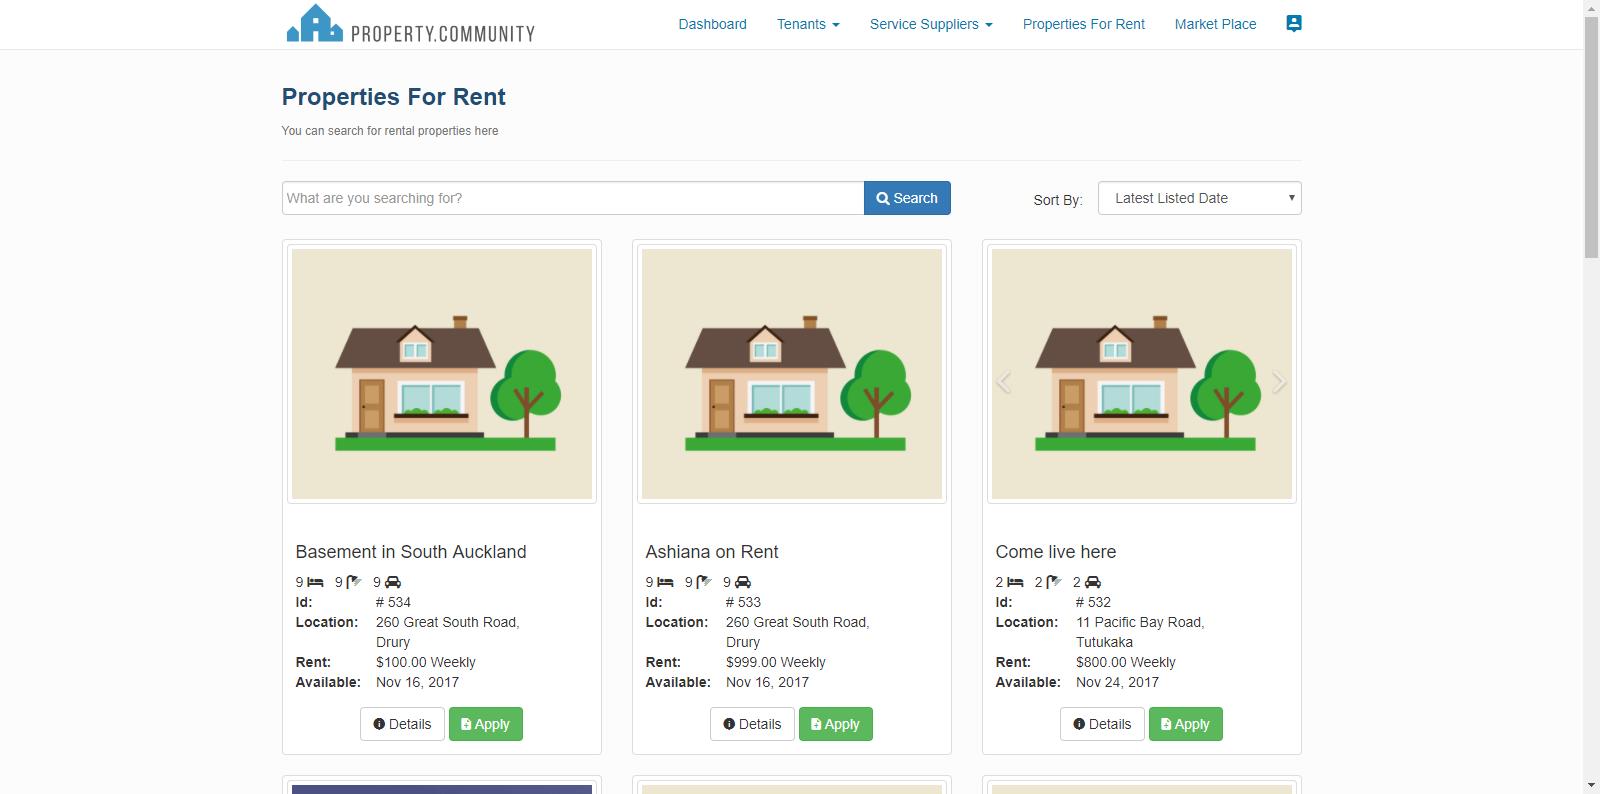 PROPERTY.COMMUNITY
Dashboard Tenants Service Suppliers Properties For Rent Market Place
Properties For Rent
You can search for rental properties here
What are you searching for? Search Sort By: Latest Listed Date
Basement in South Auckland
9 9 9
Id: # 534
Location: 260 Great South Road,
Drury
Rent: $100.00 Weekly
Available: Nov 16, 2017
Details Apply
Ashiana on Rent
9 9 9
Id: # 533
Location: 260 Great South Road,
Drury
Rent: $999.00 Weekly
Available: Nov 16, 2017
Details Apply
Come live here
2 2 2
Id: # 532
Location: 11 Pacific Bay Road,
Tutukaka
Rent: $800.00 Weekly
Available: Nov 24, 2017
Details Apply